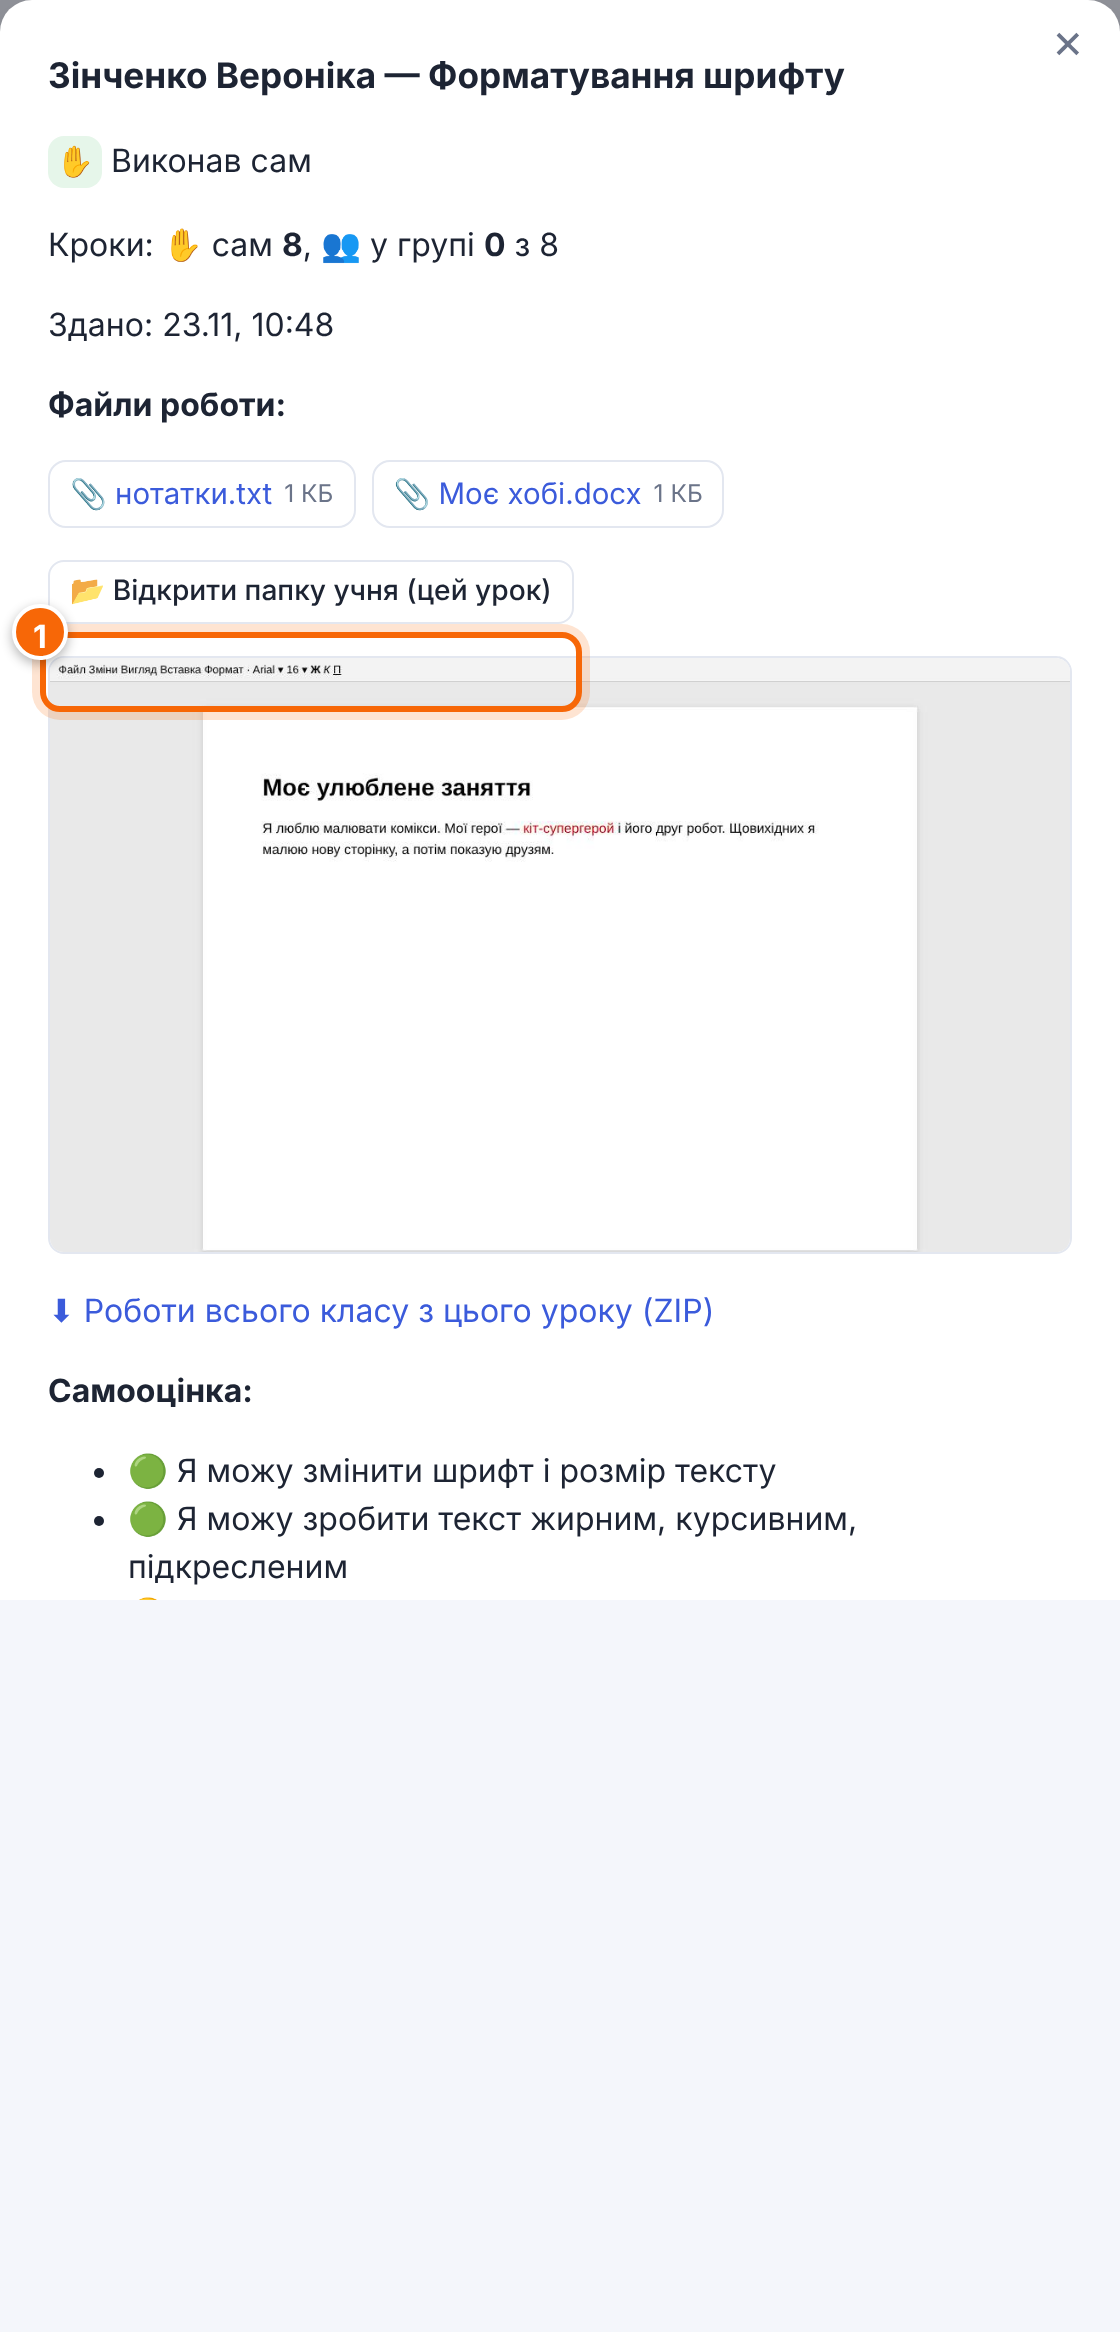 Зінченко Вероніка — Форматування шрифту
✕
✋ Виконав сам
Кроки: ✋ сам 8, 👥 у групі 0 з 8
Здано: 23.11, 10:48
Файли роботи:
📎 нотатки.txt 1 КБ 📎 Моє хобі.docx 1 КБ
📂 Відкрити папку учня (цей урок)
1
Файл Зміни Вигляд Вставка Формат · Arial ▾ 16 ▾ Ж К П
Моє улюблене заняття
Я люблю малювати комікси. Мої герої — кіт-супергерой і його друг робот. Щовихідних я
малюю нову сторінку, а потім показую друзям.
⬇ Роботи всього класу з цього уроку (ZIP)
Самооцінка:
• 🟢 Я можу змінити шрифт і розмір тексту
• 🟢 Я можу зробити текст жирним, курсивним,
підкресленим